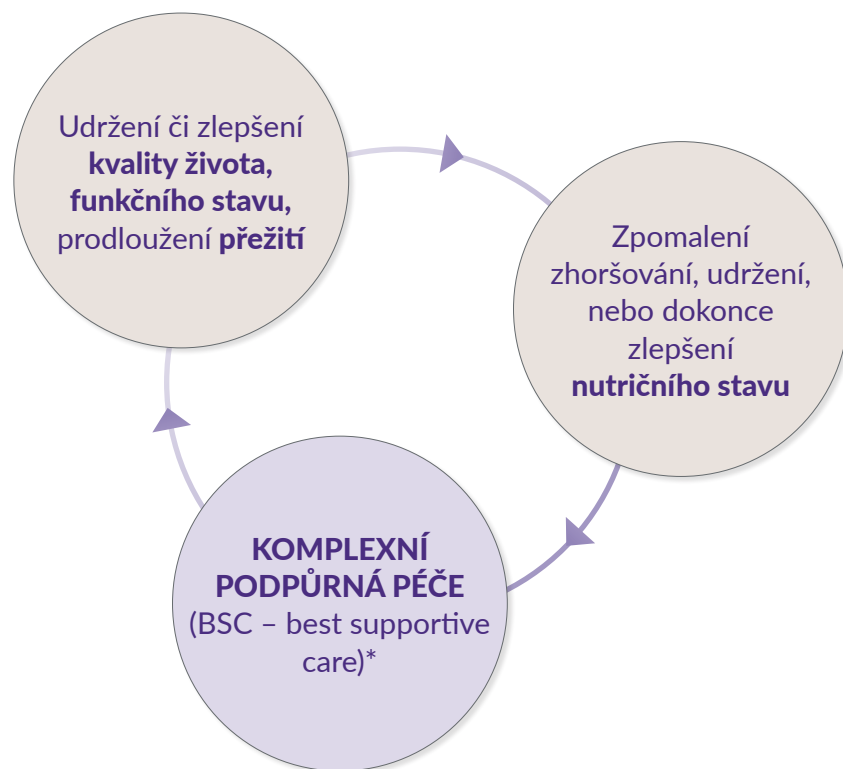 Udržení či zlepšení
kvality života,
funkčního stavu,
prodloužení přežití
Zpomalení
zhoršování, udržení,
nebo dokonce
zlepšení
nutričního stavu
KOMPLEXNÍ
PODPŮRNÁ PÉČE
(BSC – best supportive
care)*